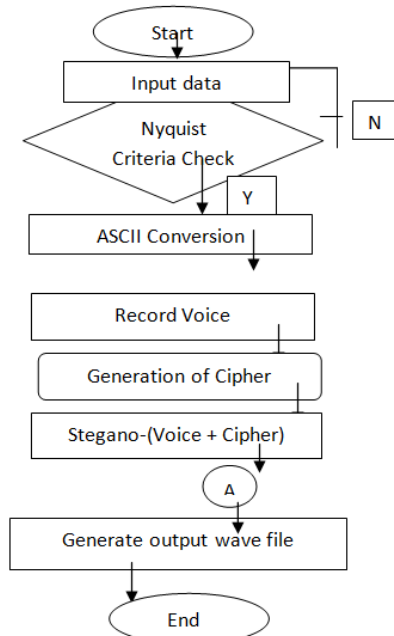 Start
Input data
Nyquist
Criteria Check
N
Y
ASCII Conversion
Record Voice
Generation of Cipher
Stegano-(Voice + Cipher)
A
Generate output wave file
End